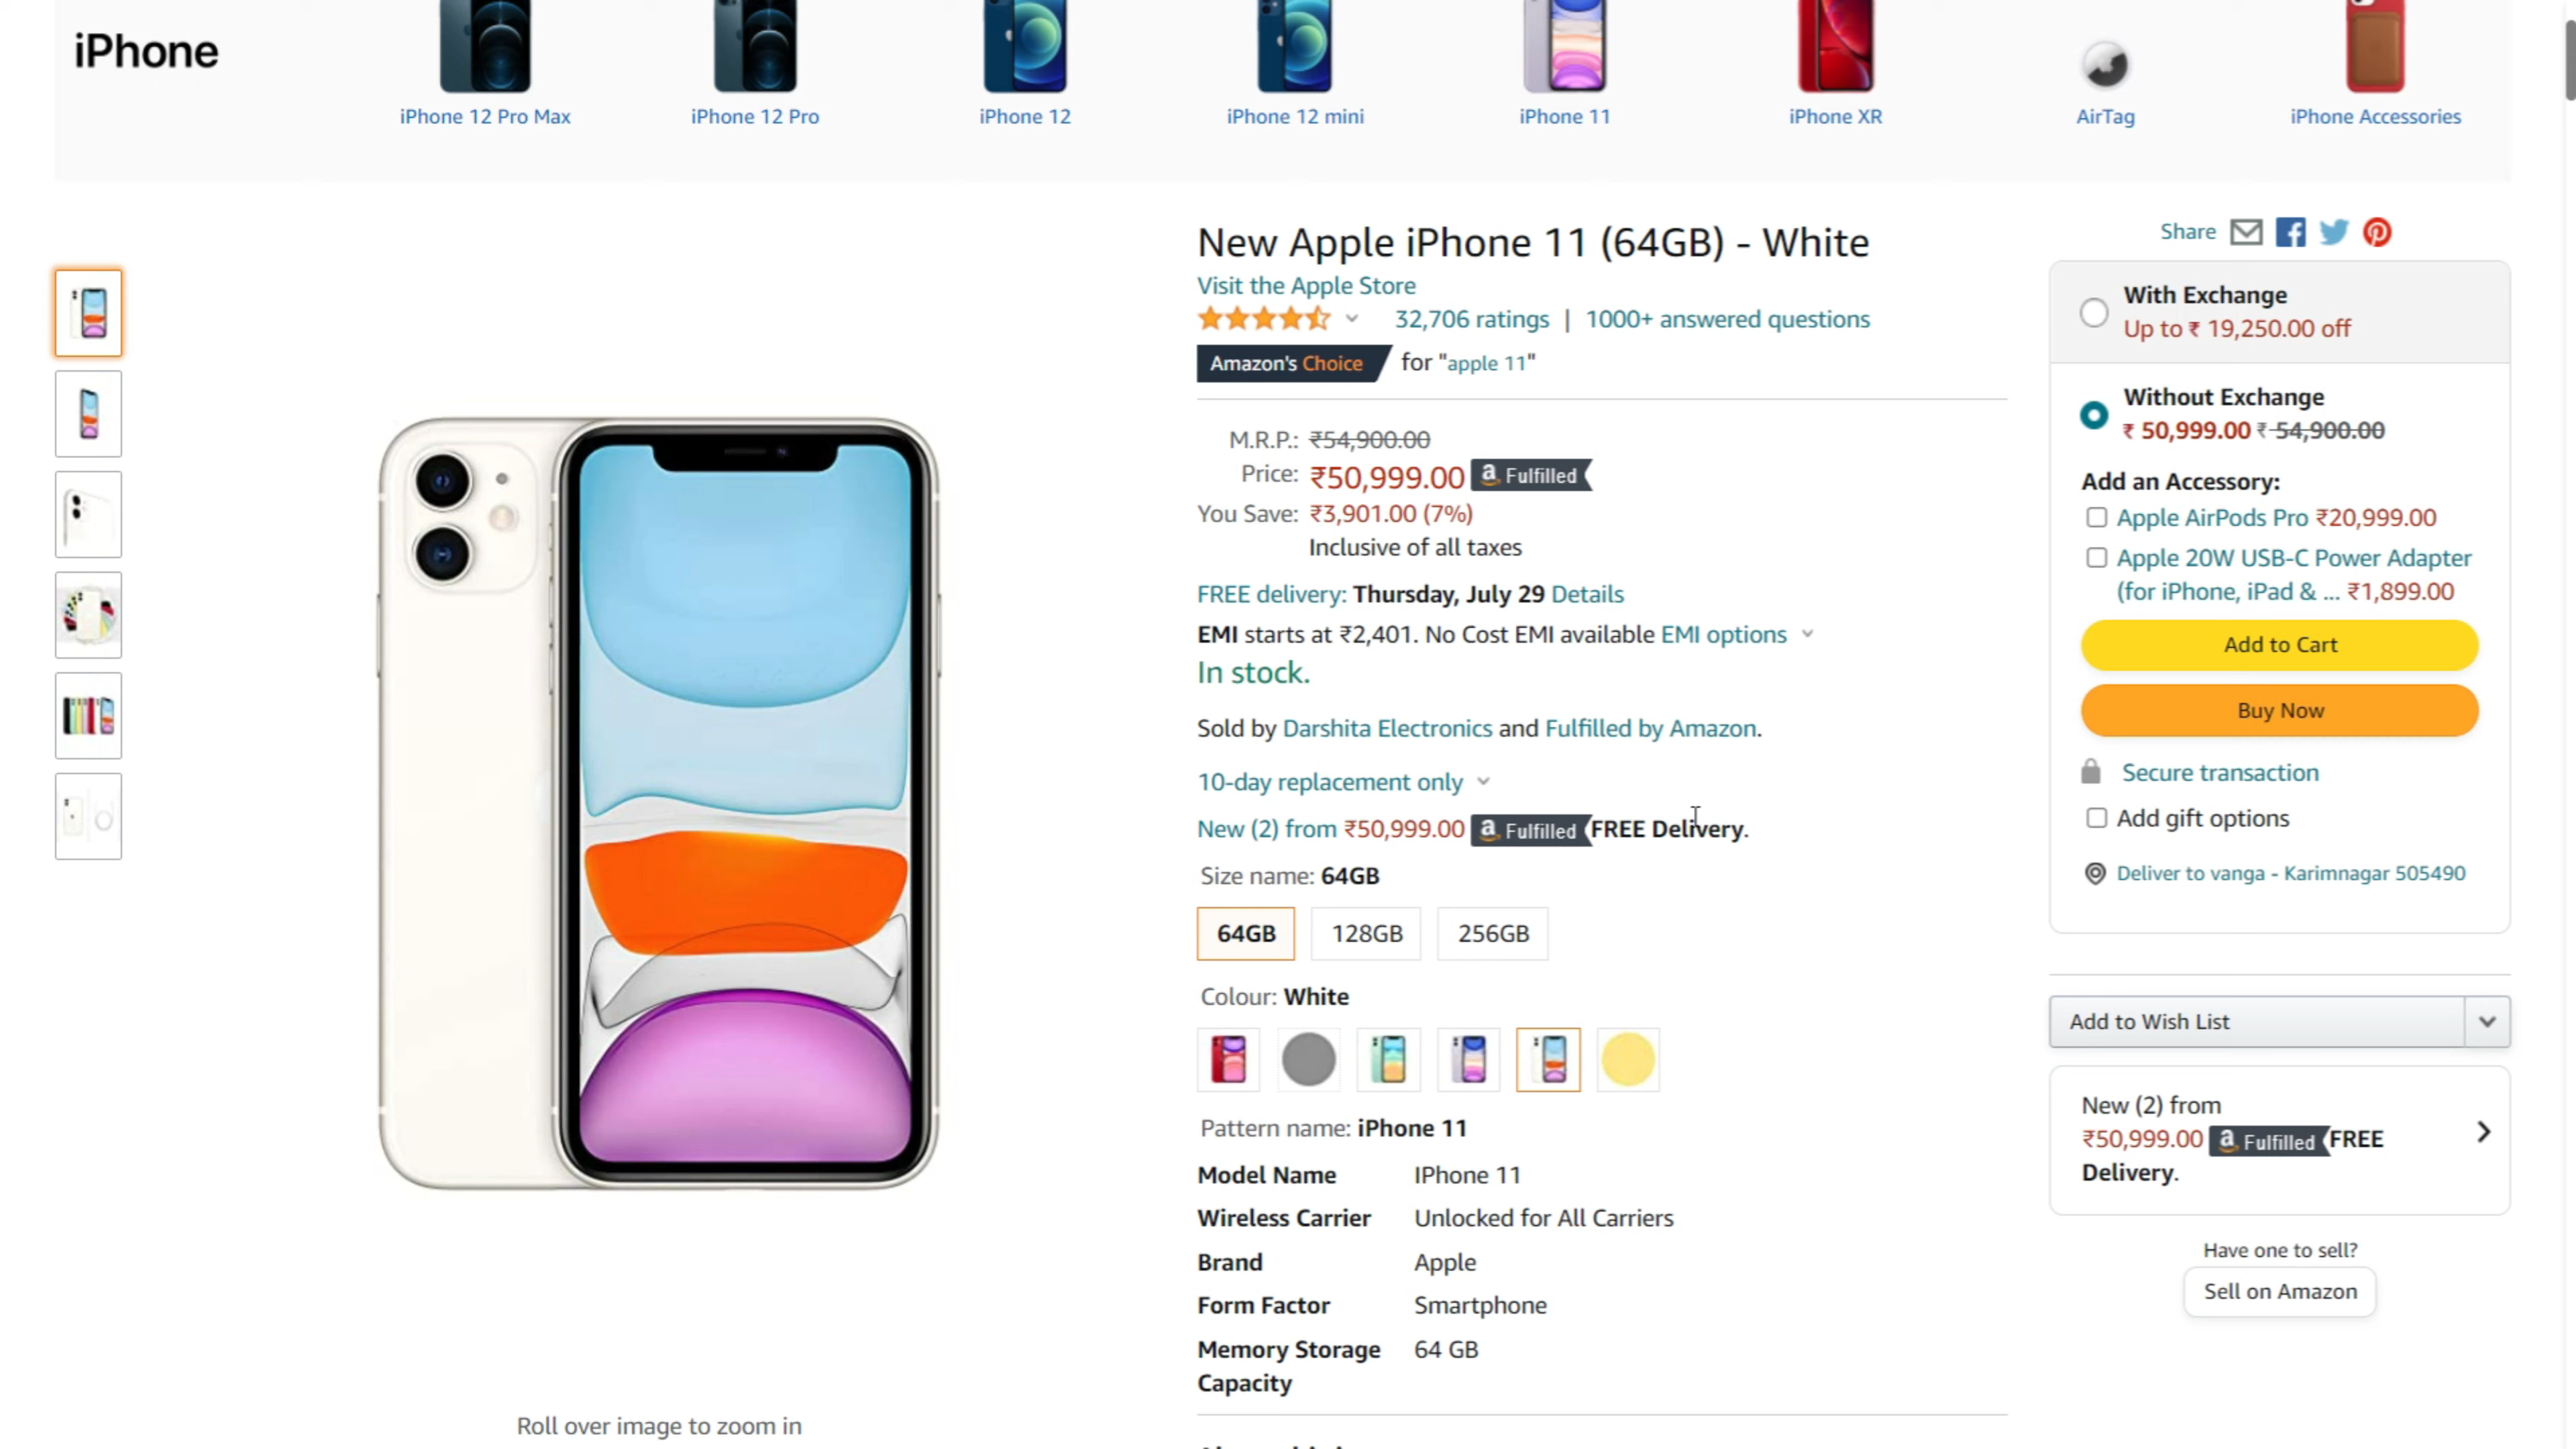 iPhone
iPhone 12 Pro Max
iPhone 12 Pro
iPhone 12
iPhone 12 mini
iPhone 11
iPhone XR
AirTag
iPhone Accessories
New Apple iPhone 11 (64GB) - White
Visit the Apple Store
32,706 ratings | 1000+ answered questions
Amazon's Choice for "apple 11"
M.R.P.: ₹54,900.00
Price: ₹50,999.00 a Fulfilled
You Save: ₹3,901.00 (7%)
Inclusive of all taxes
FREE delivery: Thursday, July 29 Details
EMI starts at ₹2,401. No Cost EMI available EMI options
In stock.
Sold by Darshita Electronics and Fulfilled by Amazon.
10-day replacement only
New (2) from ₹50,999.00 a Fulfilled FREE Delivery.
Size name: 64GB
64GB 128GB 256GB
Colour: White
Pattern name: iPhone 11
Model Name IPhone 11
Wireless Carrier Unlocked for All Carriers
Brand Apple
Form Factor Smartphone
Memory Storage 64 GB
Capacity
Roll over image to zoom in
Share
With Exchange
Up to ₹ 19,250.00 off
Without Exchange
₹ 50,999.00 ₹ 54,900.00
Add an Accessory:
Apple AirPods Pro ₹20,999.00
Apple 20W USB-C Power Adapter
(for iPhone, iPad & ... ₹1,899.00
Add to Cart
Buy Now
Secure transaction
Add gift options
Deliver to vanga - Karimnagar 505490
Add to Wish List
New (2) from
₹50,999.00 a Fulfilled FREE
Delivery.
Have one to sell?
Sell on Amazon